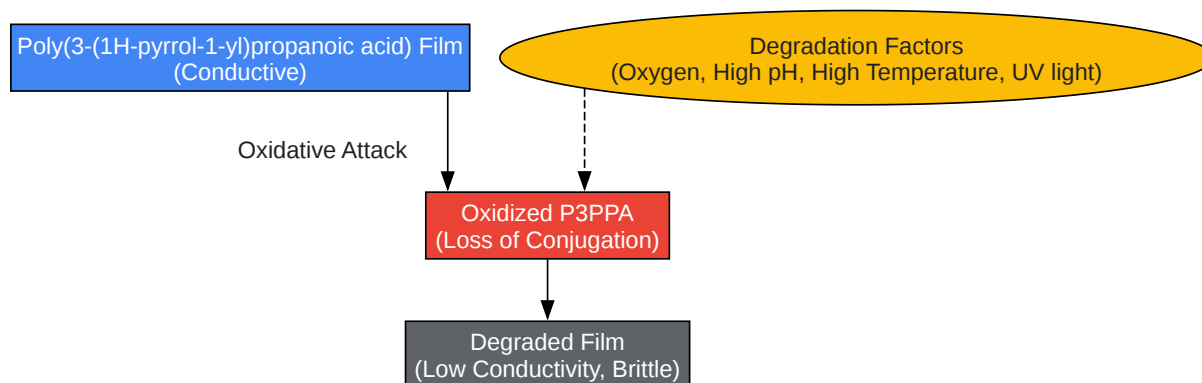 Poly(3-(1H-pyrrol-1-yl)propanoic acid) Film
(Conductive)
Degradation Factors
(Oxygen, High pH, High Temperature, UV light)
Oxidative Attack
Oxidized P3PPA
(Loss of Conjugation)
Degraded Film
(Low Conductivity, Brittle)